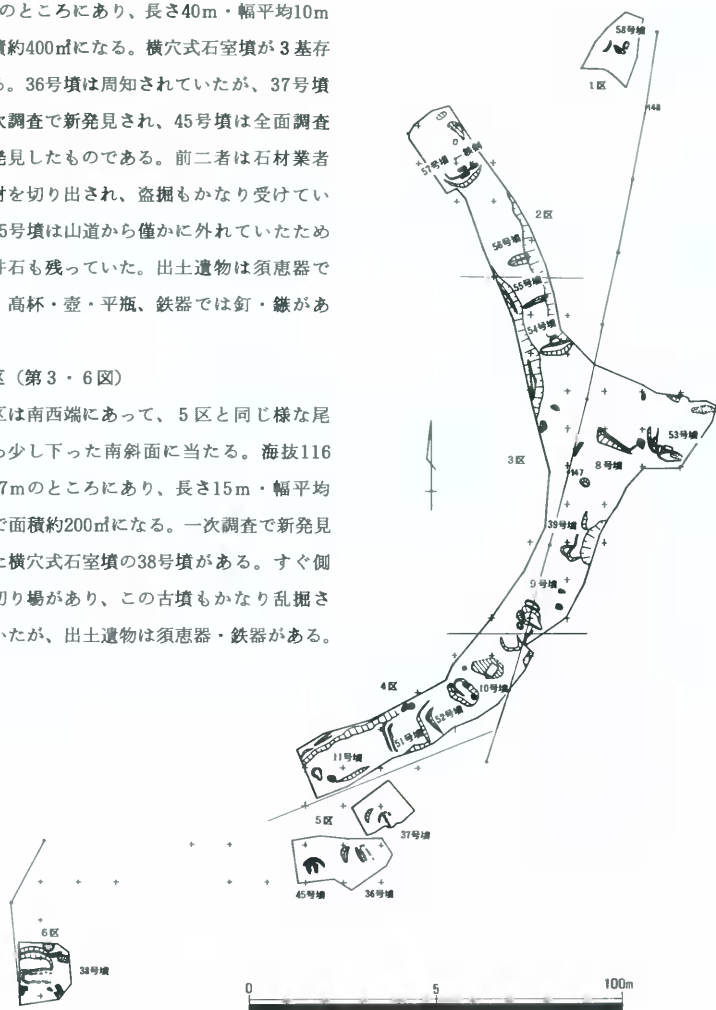 のところにあり、長さ40m・幅平均10m
積約400㎡になる。横穴式石室墳が3基存
る。36号墳は周知されていたが、37号墳
次調査で新発見され、45号墳は全面調査
発見したものである。前二者は石材業者
材を切り出され、盗掘もかなり受けてい
5号墳は山道から僅かに外れていたため
井石も残っていた。出土遺物は須恵器で
高杯・壺・平瓶、鉄器では釘・鏃があ
区（第3・6図）
区は南西端にあって、5区と同じ様な尾
ら少し下った南斜面に当たる。海抜116
7mのところにあり、長さ15m・幅平均
で面積約200㎡になる。一次調査で新発見
た横穴式石室墳の38号墳がある。すぐ側
切り場があり、この古墳もかなり乱掘さ
いたが、出土遺物は須恵器・鉄器がある。
58号墳
1区
148
57号墳
2区
56号墳
55号墳
54号墳
53号墳
3区
8号墳
147
39号墳
9号墳
4区
10号墳
52号墳
51号墳
11号墳
5区
37号墳
45号墳
36号墳
6区
38号墳
0
5
100m